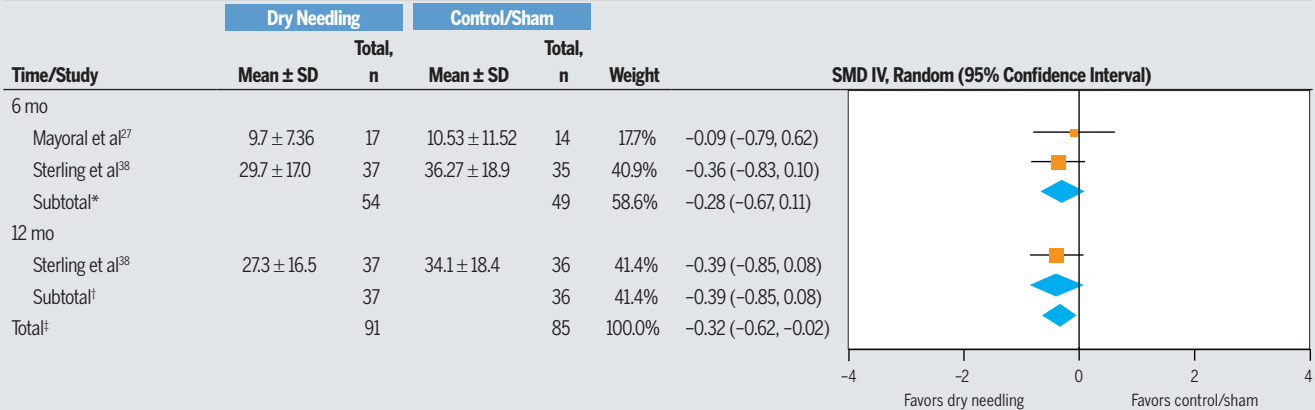 Dry Needling Control/Sham
Total, Total,
Time/Study Mean ± SD n Mean ± SD n Weight SMD IV, Random (95% Confidence Interval)
6 mo
Mayoral et al27 9.7 ± 7.36 17 10.53 ± 11.52 14 17.7% −0.09 (−0.79, 0.62)
Sterling et al38 29.7 ± 17.0 37 36.27 ± 18.9 35 40.9% −0.36 (−0.83, 0.10)
Subtotal* 54 49 58.6% −0.28 (−0.67, 0.11)
12 mo
Sterling et al38 27.3 ± 16.5 37 34.1 ± 18.4 36 41.4% −0.39 (−0.85, 0.08)
Subtotal† 37 36 41.4% −0.39 (−0.85, 0.08)
Total‡ 91 85 100.0% −0.32 (−0.62, −0.02)
−4 −2 0 2 4
Favors dry needling Favors control/sham